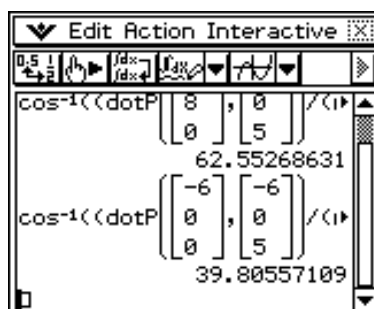 Edit Action Interactive
cos⁻¹((dotP([8 0],[0 5])/(
62.55268631
cos⁻¹((dotP([-6 0 0],[-6 0 5])/(
39.80557109